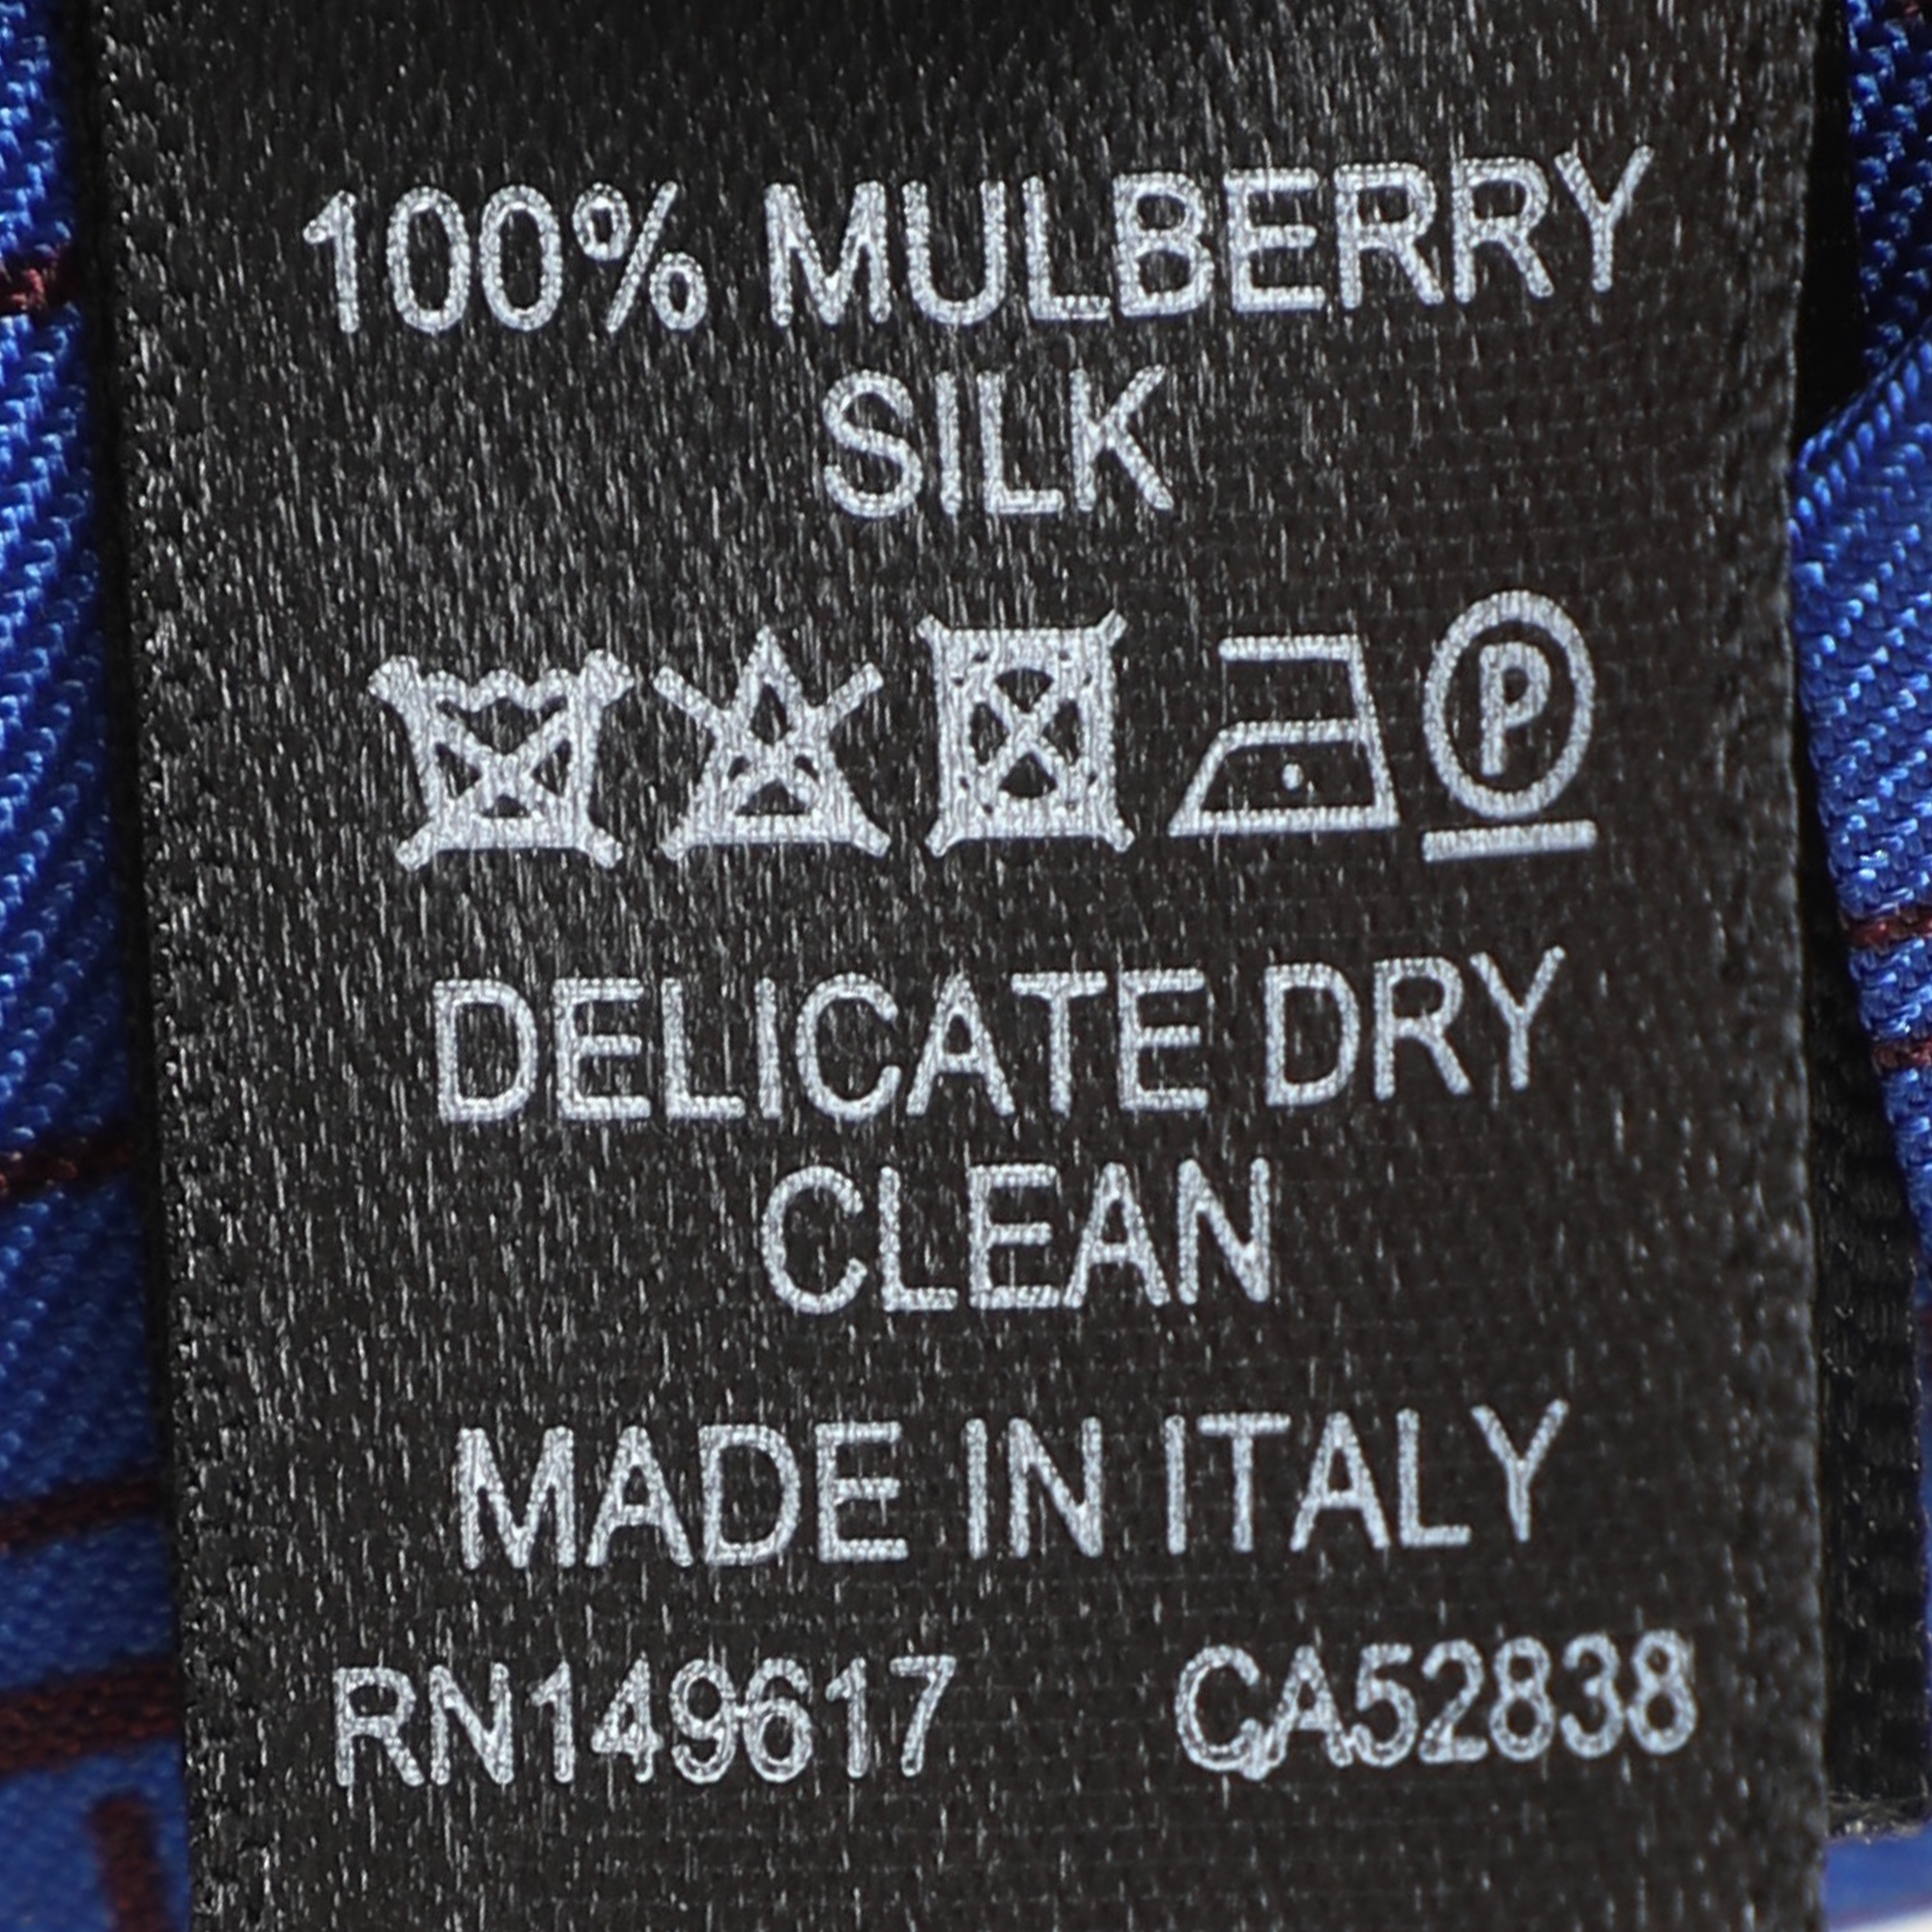 100% MULBERRY
SILK
P
DELICATE DRY
CLEAN
MADE IN ITALY
RN149617 CA52838